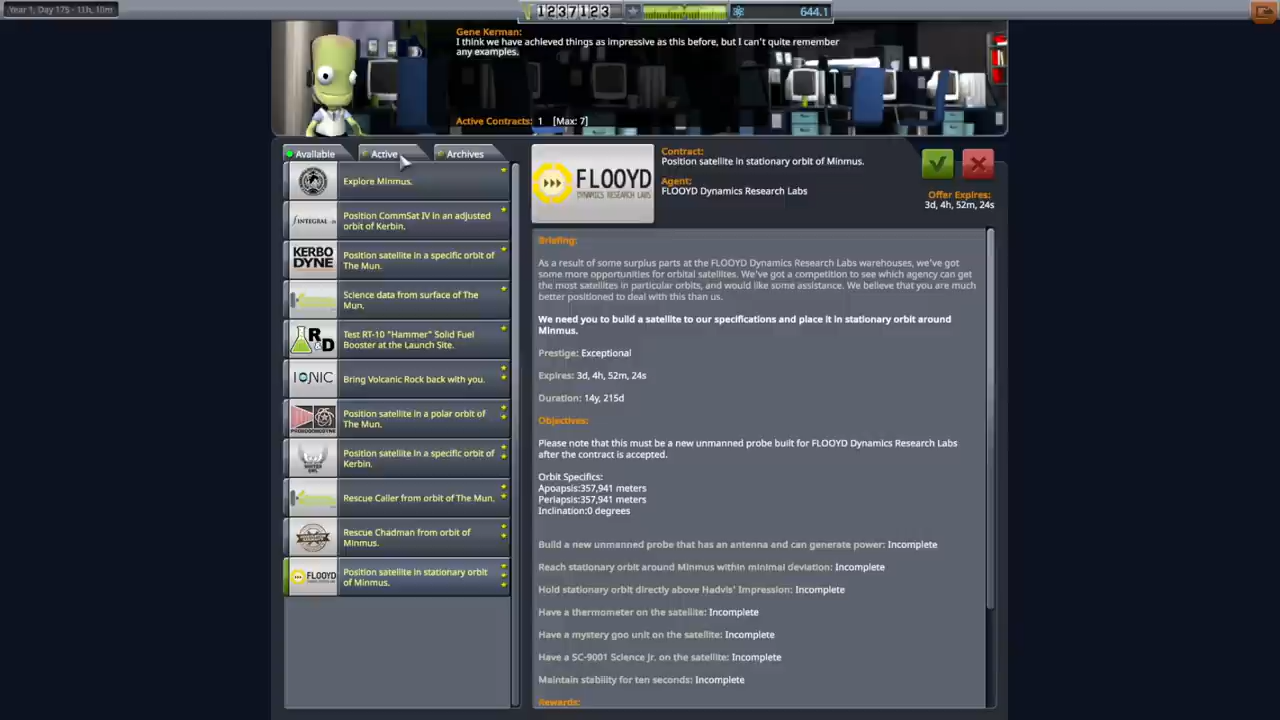 Year 1, Day 175 - 11h, 10m
1237123
644.1
Gene Kerman:
I think we have achieved things as impressive as this before, but I can't quite remember
any examples.
Active Contracts: 1 [Max: 7]
Available
Active
Archives
Explore Minmus.
INTEGRAL
Position CommSat IV in an adjusted
orbit of Kerbin.
KERBO
DYNE
Position satellite in a specific orbit of
The Mun.
Science data from surface of The
Mun.
R&D
Test RT-10 "Hammer" Solid Fuel
Booster at the Launch Site.
IONIC
Bring Volcanic Rock back with you.
Position satellite in a polar orbit of
The Mun.
Position satellite in a specific orbit of
Kerbin.
Rescue Caller from orbit of The Mun.
Rescue Chadman from orbit of
Minmus.
FLOOYD
Position satellite in stationary orbit
of Minmus.
FLOOYD
DYNAMICS RESEARCH LABS
Contract:
Position satellite in stationary orbit of Minmus.
Agent:
FLOOYD Dynamics Research Labs
Offer Expires:
3d, 4h, 52m, 24s
Briefing:
As a result of some surplus parts at the FLOOYD Dynamics Research Labs warehouses, we've got
some more opportunities for orbital satellites. We've got a competition to see which agency can get
the most satellites in particular orbits, and would like some assistance. We believe that you are much
better positioned to deal with this than us.
We need you to build a satellite to our specifications and place it in stationary orbit around
Minmus.
Prestige: Exceptional
Expires: 3d, 4h, 52m, 24s
Duration: 14y, 215d
Objectives:
Please note that this must be a new unmanned probe built for FLOOYD Dynamics Research Labs
after the contract is accepted.
Orbit Specifics:
Apoapsis:357,941 meters
Periapsis:357,941 meters
Inclination:0 degrees
Build a new unmanned probe that has an antenna and can generate power: Incomplete
Reach stationary orbit around Minmus within minimal deviation: Incomplete
Hold stationary orbit directly above Hadvis' Impression: Incomplete
Have a thermometer on the satellite: Incomplete
Have a mystery goo unit on the satellite: Incomplete
Have a SC-9001 Science Jr. on the satellite: Incomplete
Maintain stability for ten seconds: Incomplete
Rewards: